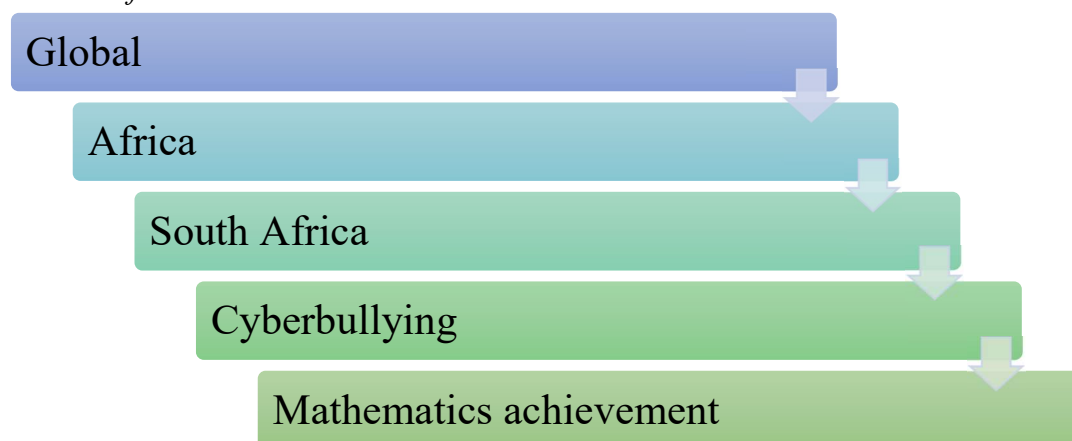 Global
Africa
South Africa
Cyberbullying
Mathematics achievement